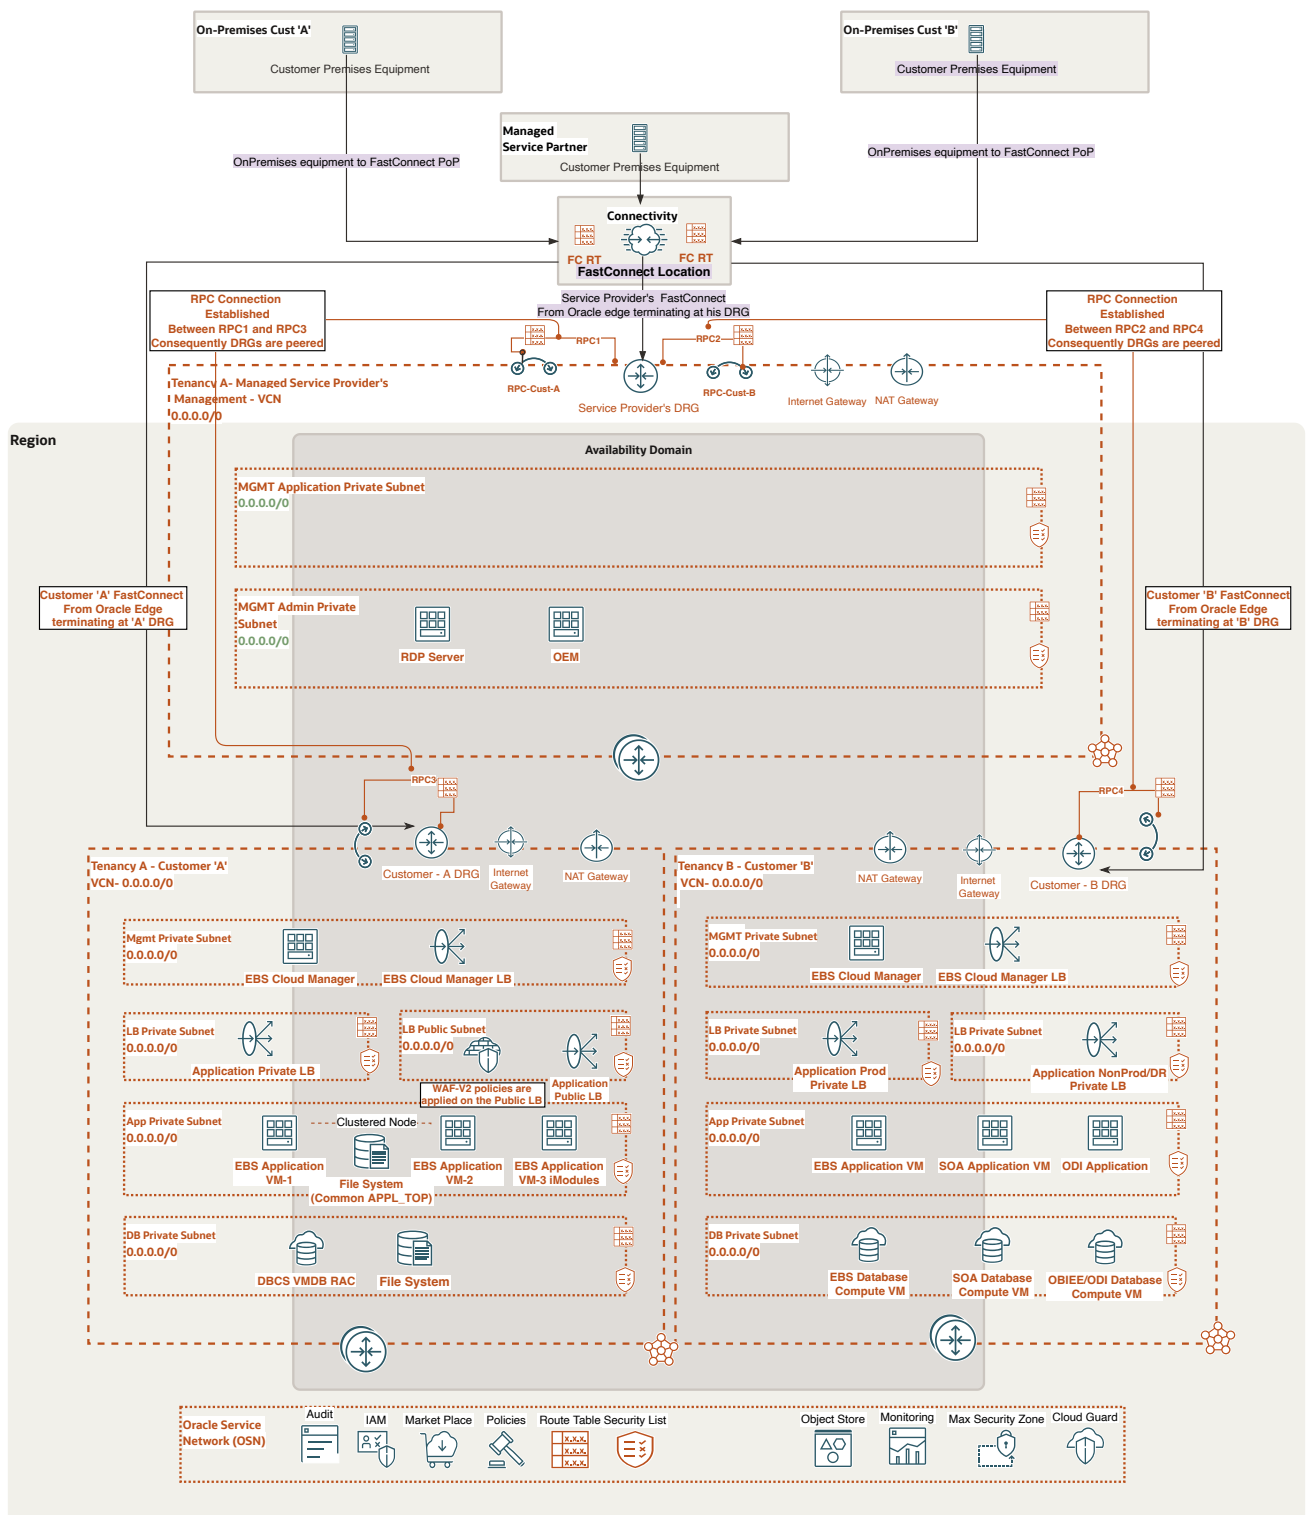 On-Premises Cust 'A'
Customer Premises Equipment
On-Premises Cust 'B'
Customer Premises Equipment
Managed
Service Partner
Customer Premises Equipment
OnPremises equipment to FastConnect PoP
OnPremises equipment to FastConnect PoP
Connectivity
FC RT
FC RT
FastConnect Location
Service Provider's FastConnect
From Oracle edge terminating at his DRG
RPC Connection
Established
Between RPC1 and RPC3
Consequently DRGs are peered
RPC Connection
Established
Between RPC2 and RPC4
Consequently DRGs are peered
RPC1
RPC2
RPC-Cust-A
RPC-Cust-B
Service Provider's DRG
Internet Gateway
NAT Gateway
Tenancy A- Managed Service Provider's
Management - VCN
0.0.0.0/0
Region
Availability Domain
MGMT Application Private Subnet
0.0.0.0/0
MGMT Admin Private
Subnet
0.0.0.0/0
RDP Server
OEM
Customer 'A' FastConnect
From Oracle Edge
terminating at 'A' DRG
Customer 'B' FastConnect
From Oracle Edge
terminating at 'B' DRG
RPC3
RPC4
Tenancy A - Customer 'A'
VCN- 0.0.0.0/0
Customer - A DRG
Internet
Gateway
NAT Gateway
Tenancy B - Customer 'B'
VCN- 0.0.0.0/0
NAT Gateway
Internet
Gateway
Customer - B DRG
Mgmt Private Subnet
0.0.0.0/0
EBS Cloud Manager
EBS Cloud Manager LB
MGMT Private Subnet
0.0.0.0/0
EBS Cloud Manager
EBS Cloud Manager LB
LB Private Subnet
0.0.0.0/0
Application Private LB
LB Public Subnet
0.0.0.0/0
WAF-V2 policies are
applied on the Public LB
Application
Public LB
LB Private Subnet
0.0.0.0/0
Application Prod
Private LB
LB Private Subnet
0.0.0.0/0
Application NonProd/DR
Private LB
App Private Subnet
0.0.0.0/0
EBS Application
VM-1
Clustered Node
File System
(Common APPL_TOP)
EBS Application
VM-2
EBS Application
VM-3 iModules
App Private Subnet
0.0.0.0/0
EBS Application VM
SOA Application VM
ODI Application
DB Private Subnet
0.0.0.0/0
DBCS VMDB RAC
File System
DB Private Subnet
0.0.0.0/0
EBS Database
Compute VM
SOA Database
Compute VM
OBIEE/ODI Database
Compute VM
Oracle Service
Network (OSN)
Audit
IAM
Market Place
Policies
Route Table
Security List
Object Store
Monitoring
Max Security Zone
Cloud Guard